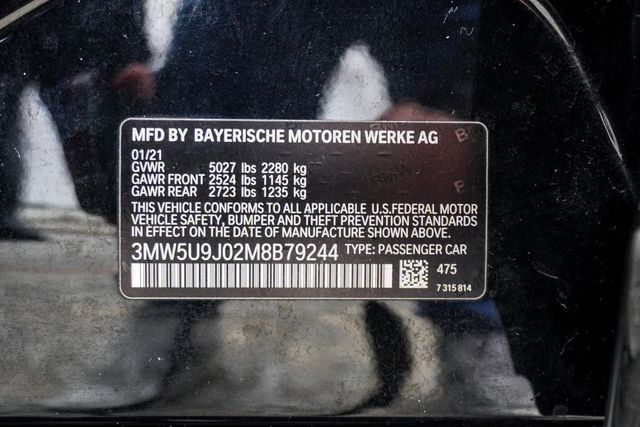 MFD BY BAYERISCHE MOTOREN WERKE AG
01/21
GVWR 5027 lbs 2280 kg
GAWR FRONT 2524 lbs 1145 kg
GAWR REAR 2723 lbs 1235 kg
THIS VEHICLE CONFORMS TO ALL APPLICABLE U.S.FEDERAL MOTOR
VEHICLE SAFETY, BUMPER AND THEFT PREVENTION STANDARDS
IN EFFECT ON THE DATE OF MANUFACTURE SHOWN ABOVE.
3MW5U9J02M8B79244 TYPE: PASSENGER CAR
475
7 315 814